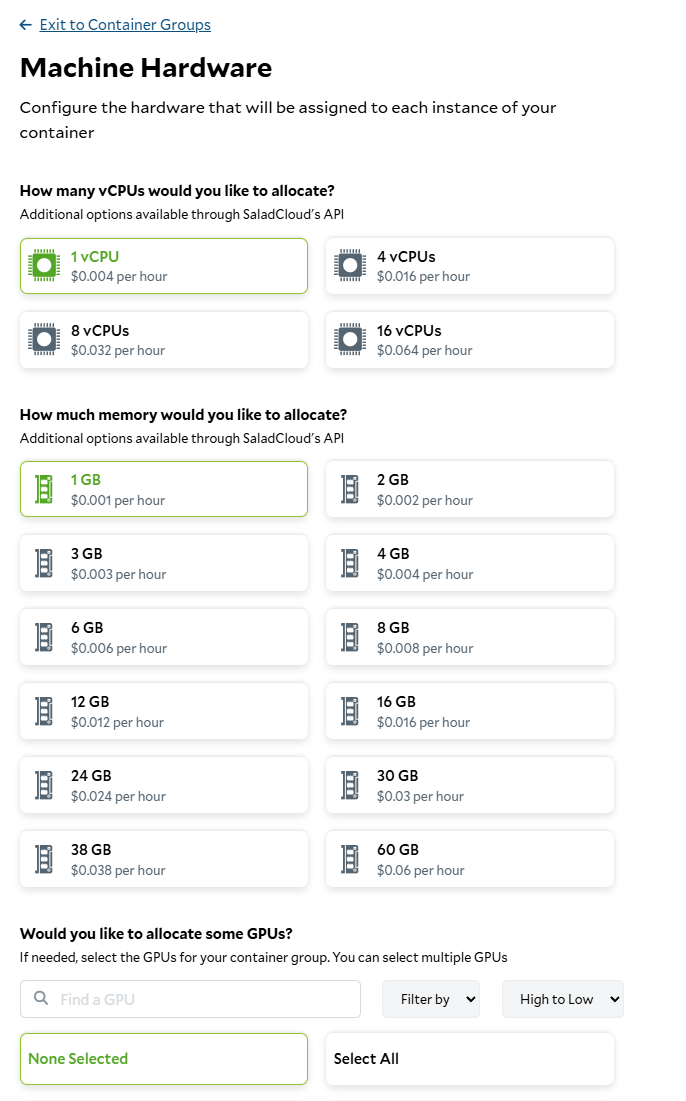 Exit to Container Groups
Machine Hardware
Configure the hardware that will be assigned to each instance of your
container
How many vCPUs would you like to allocate?
Additional options available through SaladCloud's API
1 vCPU
$0.004 per hour
4 vCPUs
$0.016 per hour
8 vCPUs
$0.032 per hour
16 vCPUs
$0.064 per hour
How much memory would you like to allocate?
Additional options available through SaladCloud's API
1 GB
$0.001 per hour
2 GB
$0.002 per hour
3 GB
$0.003 per hour
4 GB
$0.004 per hour
6 GB
$0.006 per hour
8 GB
$0.008 per hour
12 GB
$0.012 per hour
16 GB
$0.016 per hour
24 GB
$0.024 per hour
30 GB
$0.03 per hour
38 GB
$0.038 per hour
60 GB
$0.06 per hour
Would you like to allocate some GPUs?
If needed, select the GPUs for your container group. You can select multiple GPUs
Find a GPU
Filter by
High to Low
None Selected
Select All